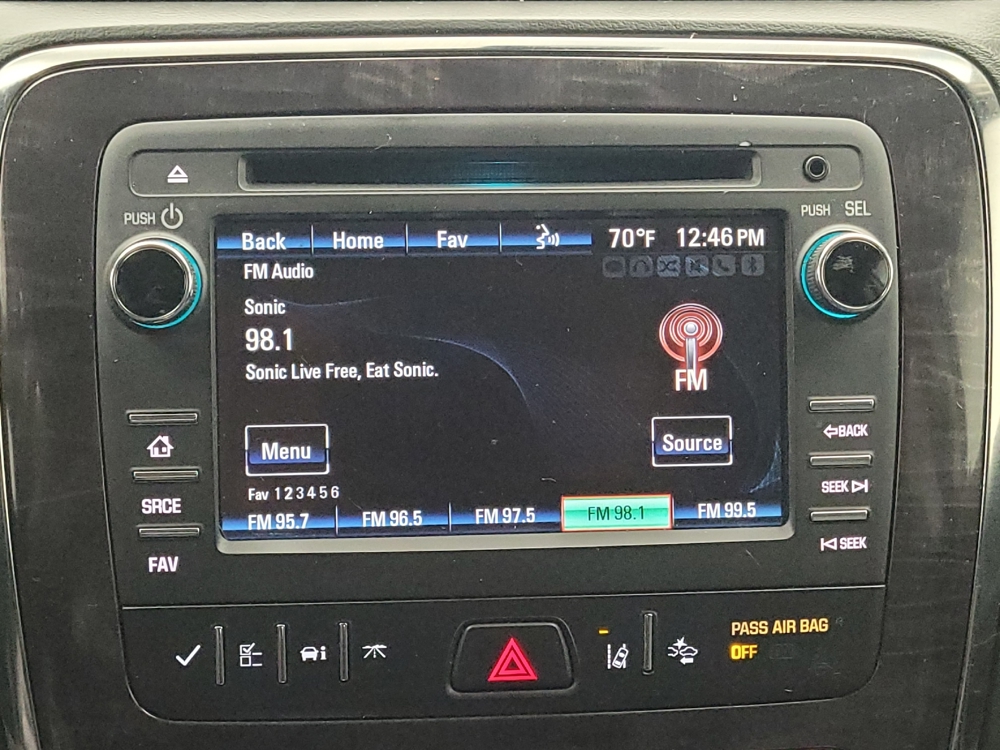 PUSH
PUSH SEL
Back Home Fav 70°F 12:46 PM
FM Audio
Sonic
98.1
Sonic Live Free, Eat Sonic.
FM
Menu
Source
Fav 1 2 3 4 5 6
FM 95.7 FM 96.5 FM 97.5 FM 98.1 FM 99.5
SRCE
FAV
BACK
SEEK
SEEK
PASS AIR BAG
OFF